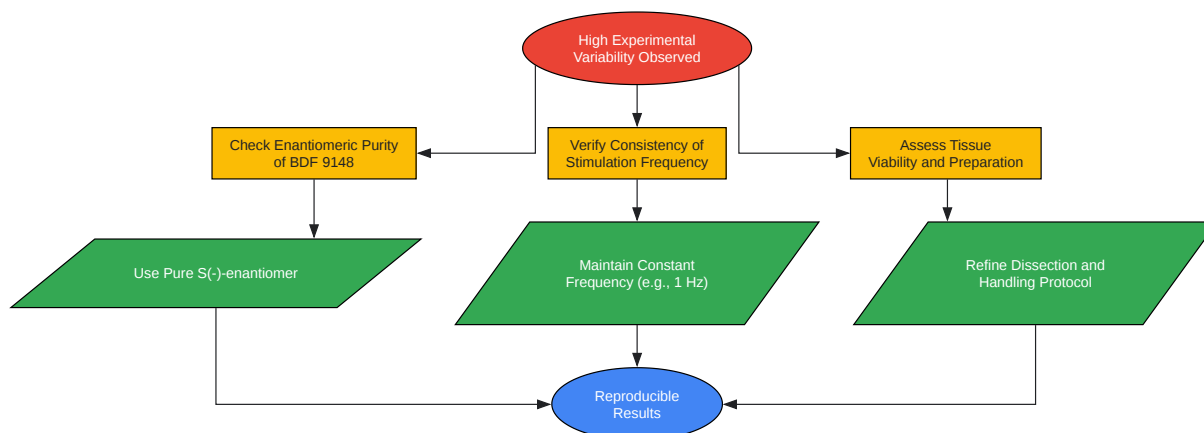 High Experimental
Variability Observed
Check Enantiomeric Purity
of BDF 9148
Verify Consistency of
Stimulation Frequency
Assess Tissue
Viability and Preparation
Use Pure S(-)-enantiomer
Maintain Constant
Frequency (e.g., 1 Hz)
Refine Dissection and
Handling Protocol
Reproducible
Results